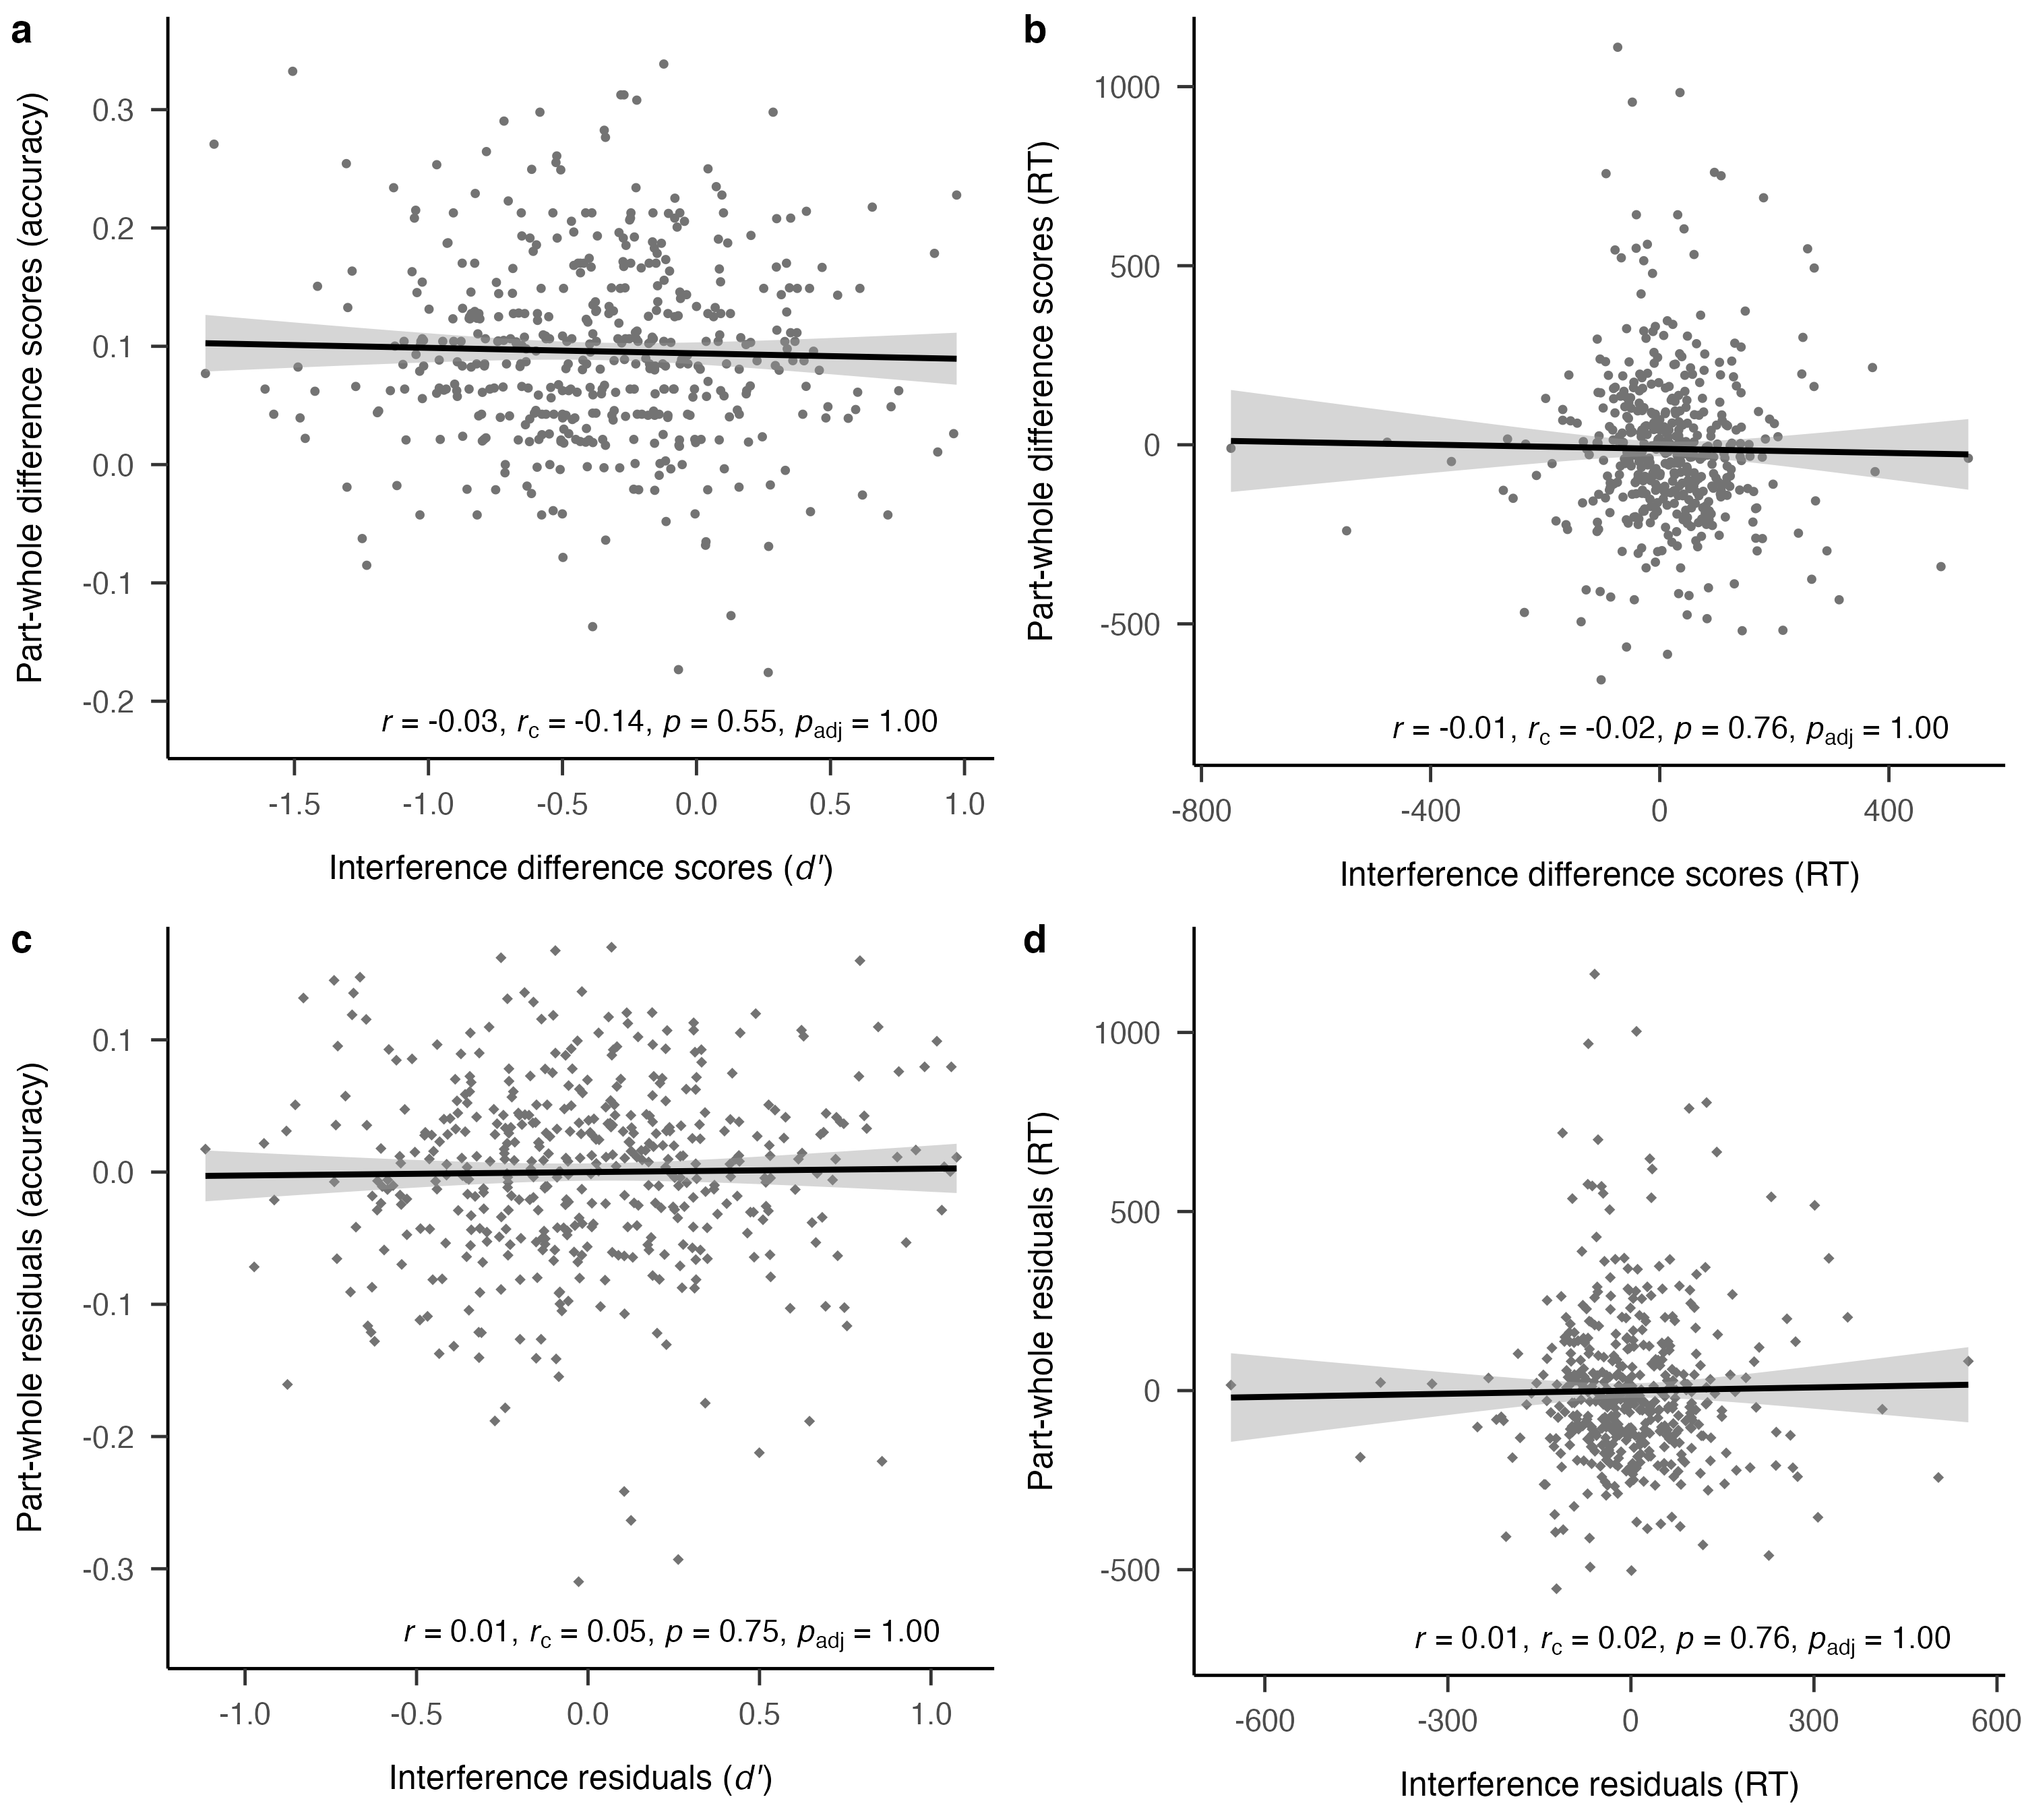 a
Part-whole difference scores (accuracy)
0.3
0.2
0.1
0.0
-0.1
-0.2
r = -0.03, rc = -0.14, p = 0.55, padj = 1.00
-1.5 -1.0 -0.5 0.0 0.5 1.0
Interference difference scores (d')
b
Part-whole difference scores (RT)
1000
500
0
-500
r = -0.01, rc = -0.02, p = 0.76, padj = 1.00
-800 -400 0 400
Interference difference scores (RT)
c
Part-whole residuals (accuracy)
0.1
0.0
-0.1
-0.2
-0.3
r = 0.01, rc = 0.05, p = 0.75, padj = 1.00
-1.0 -0.5 0.0 0.5 1.0
Interference residuals (d')
d
Part-whole residuals (RT)
1000
500
0
-500
r = 0.01, rc = 0.02, p = 0.76, padj = 1.00
-600 -300 0 300 600
Interference residuals (RT)